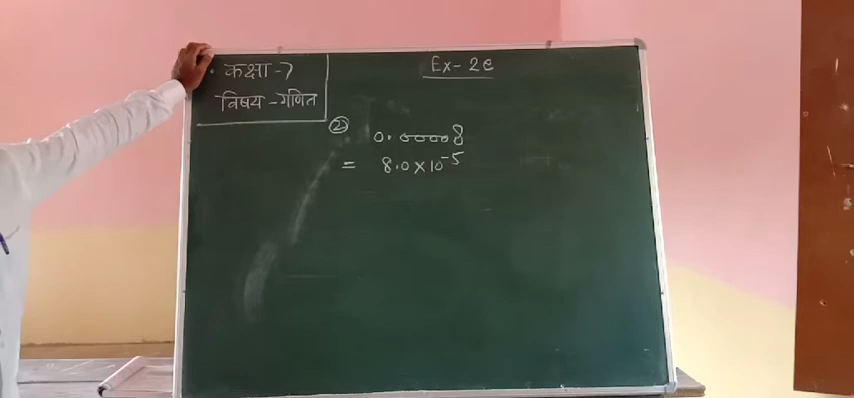 कक्षा -7
विषय - गणित
Ex - 2e
② 0.00008
= 8.0 × 10⁻⁵